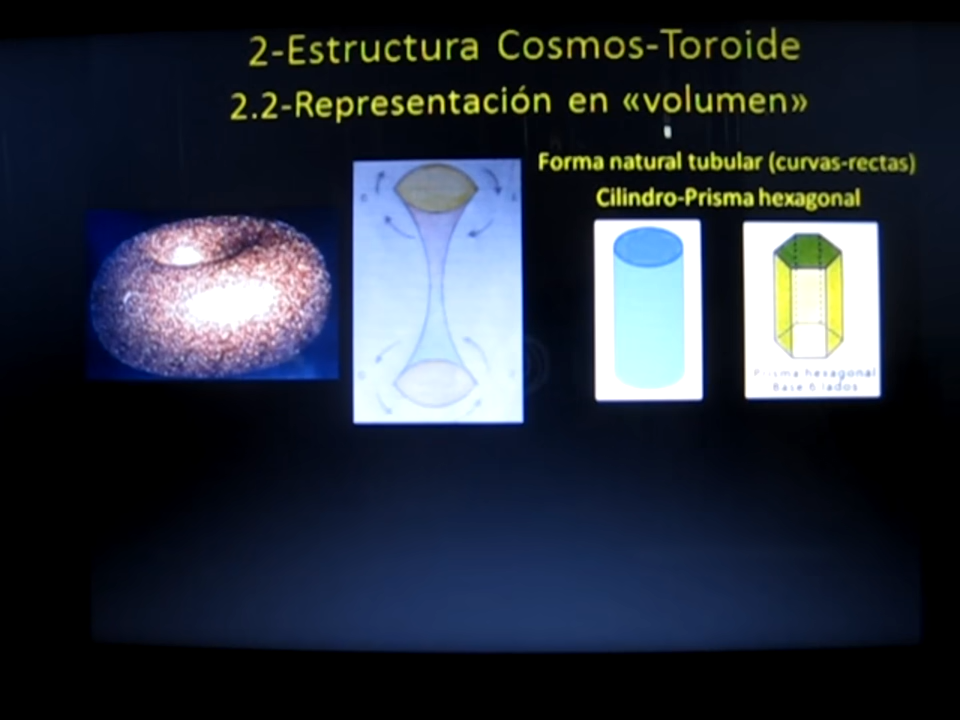 2-Estructura Cosmos-Toroide
2.2-Representación en «volumen»
Forma natural tubular (curvas-rectas)
Cilindro-Prisma hexagonal
Prisma hexagonal
Base 6 lados